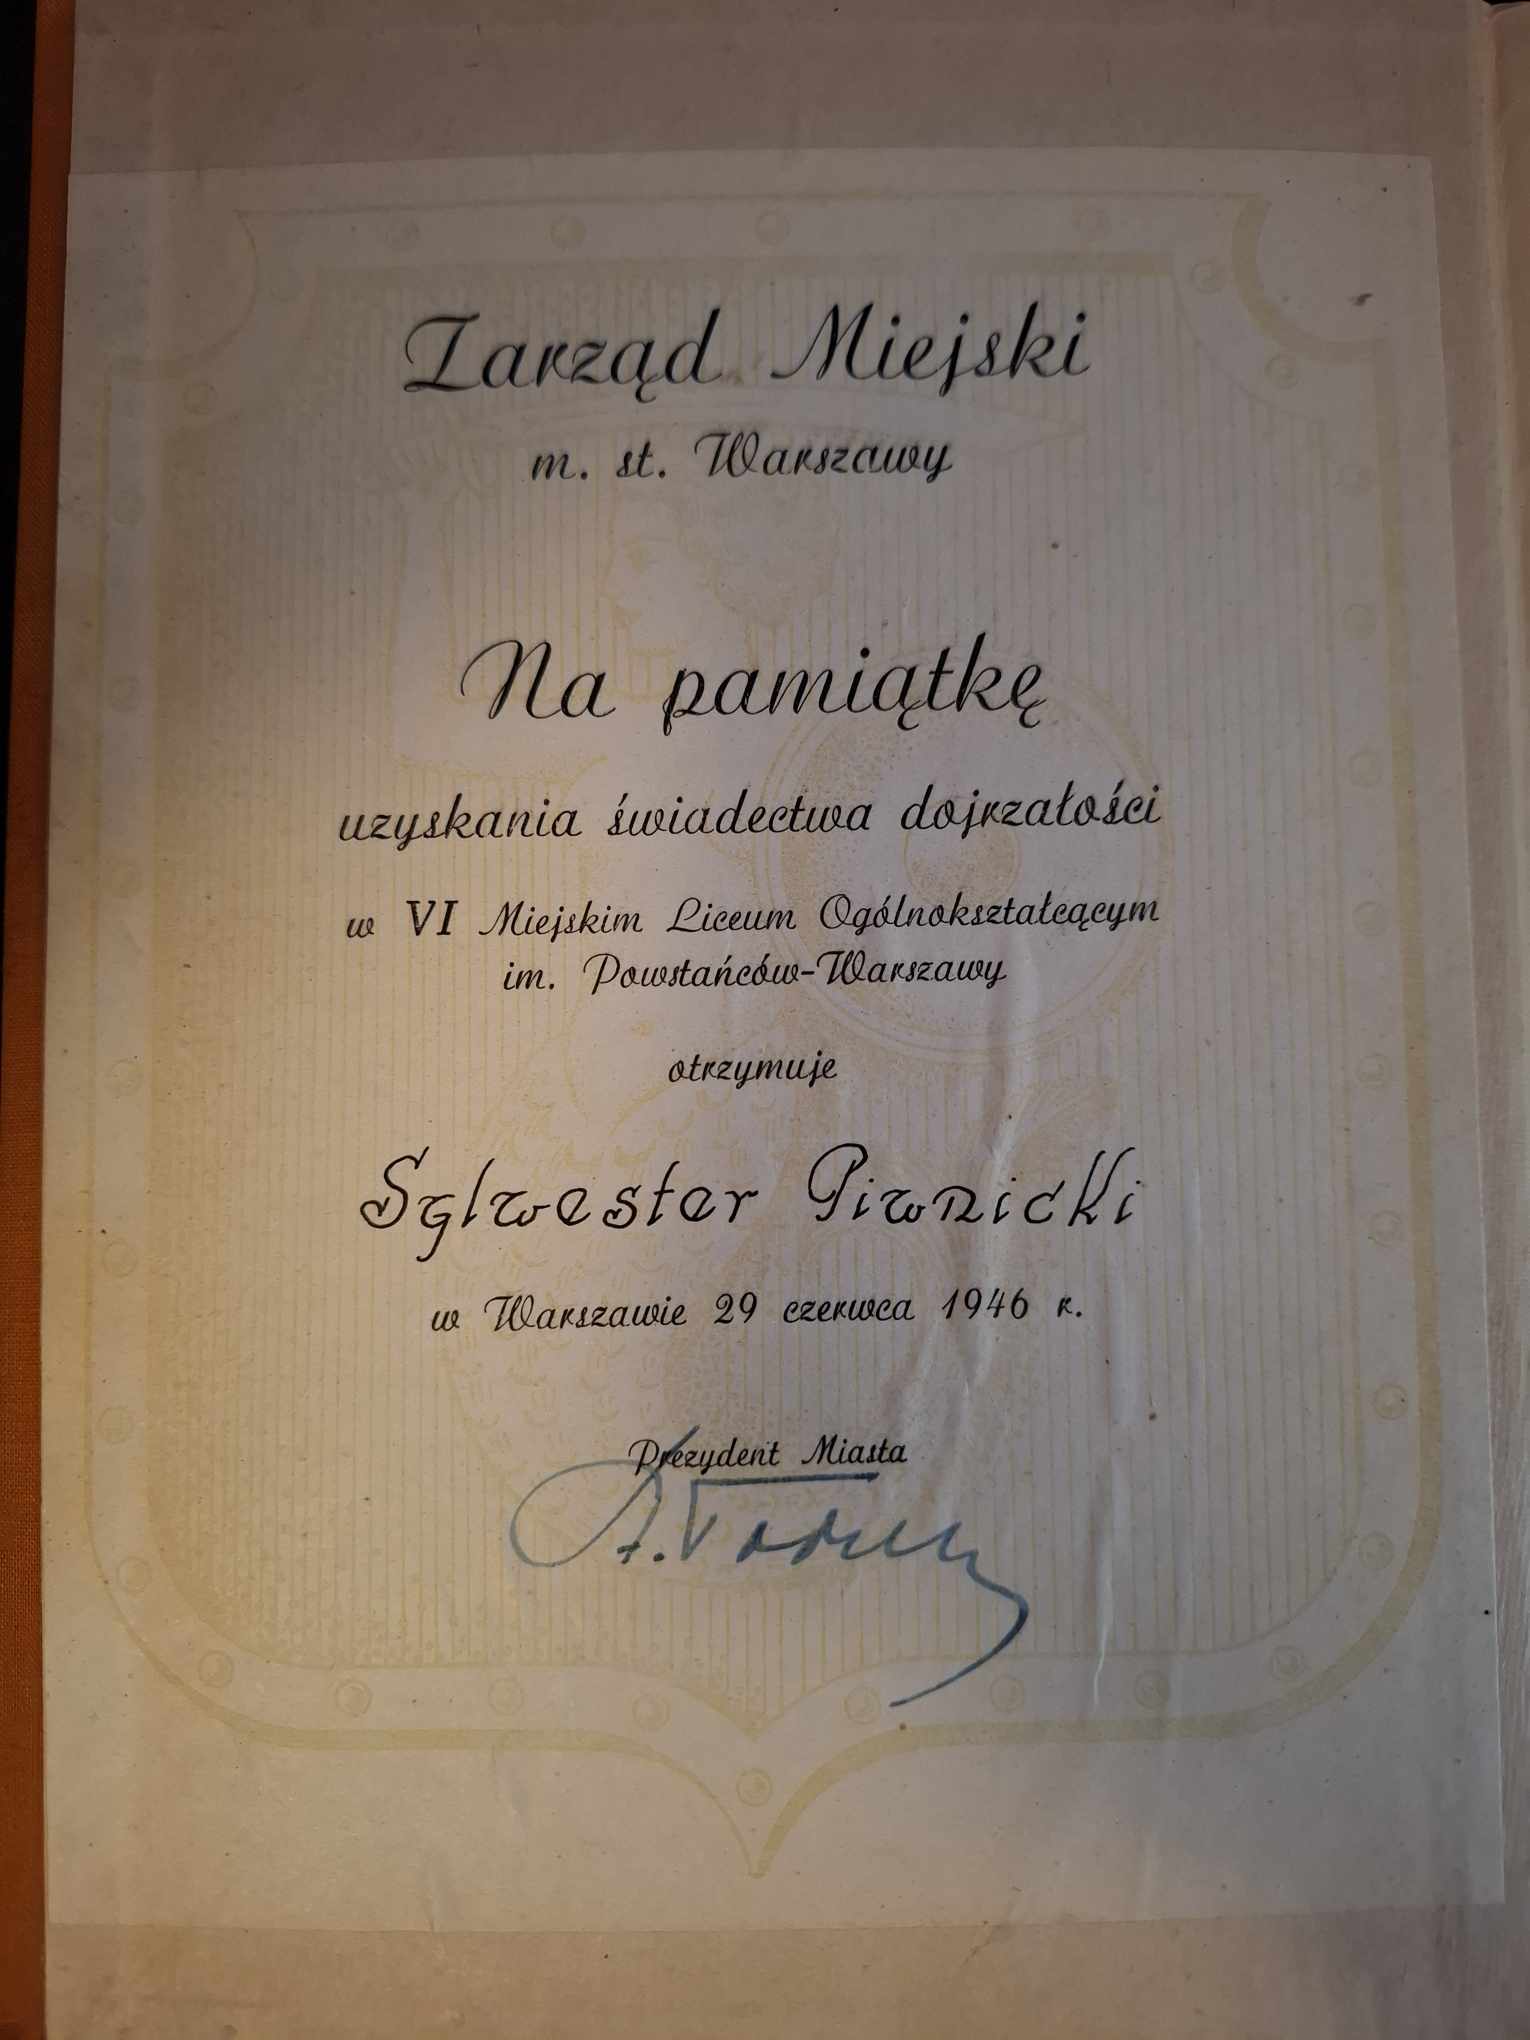 Zarząd Miejski
m. st. Warszawy
Na pamiątkę
uzyskania świadectwa dojrzałości
w VI Miejskim Liceum Ogólnokształcącym
im. Powstańców-Warszawy
otrzymuje
Sylwester Piwnicki
w Warszawie 29 czerwca 1946 r.
Prezydent Miasta